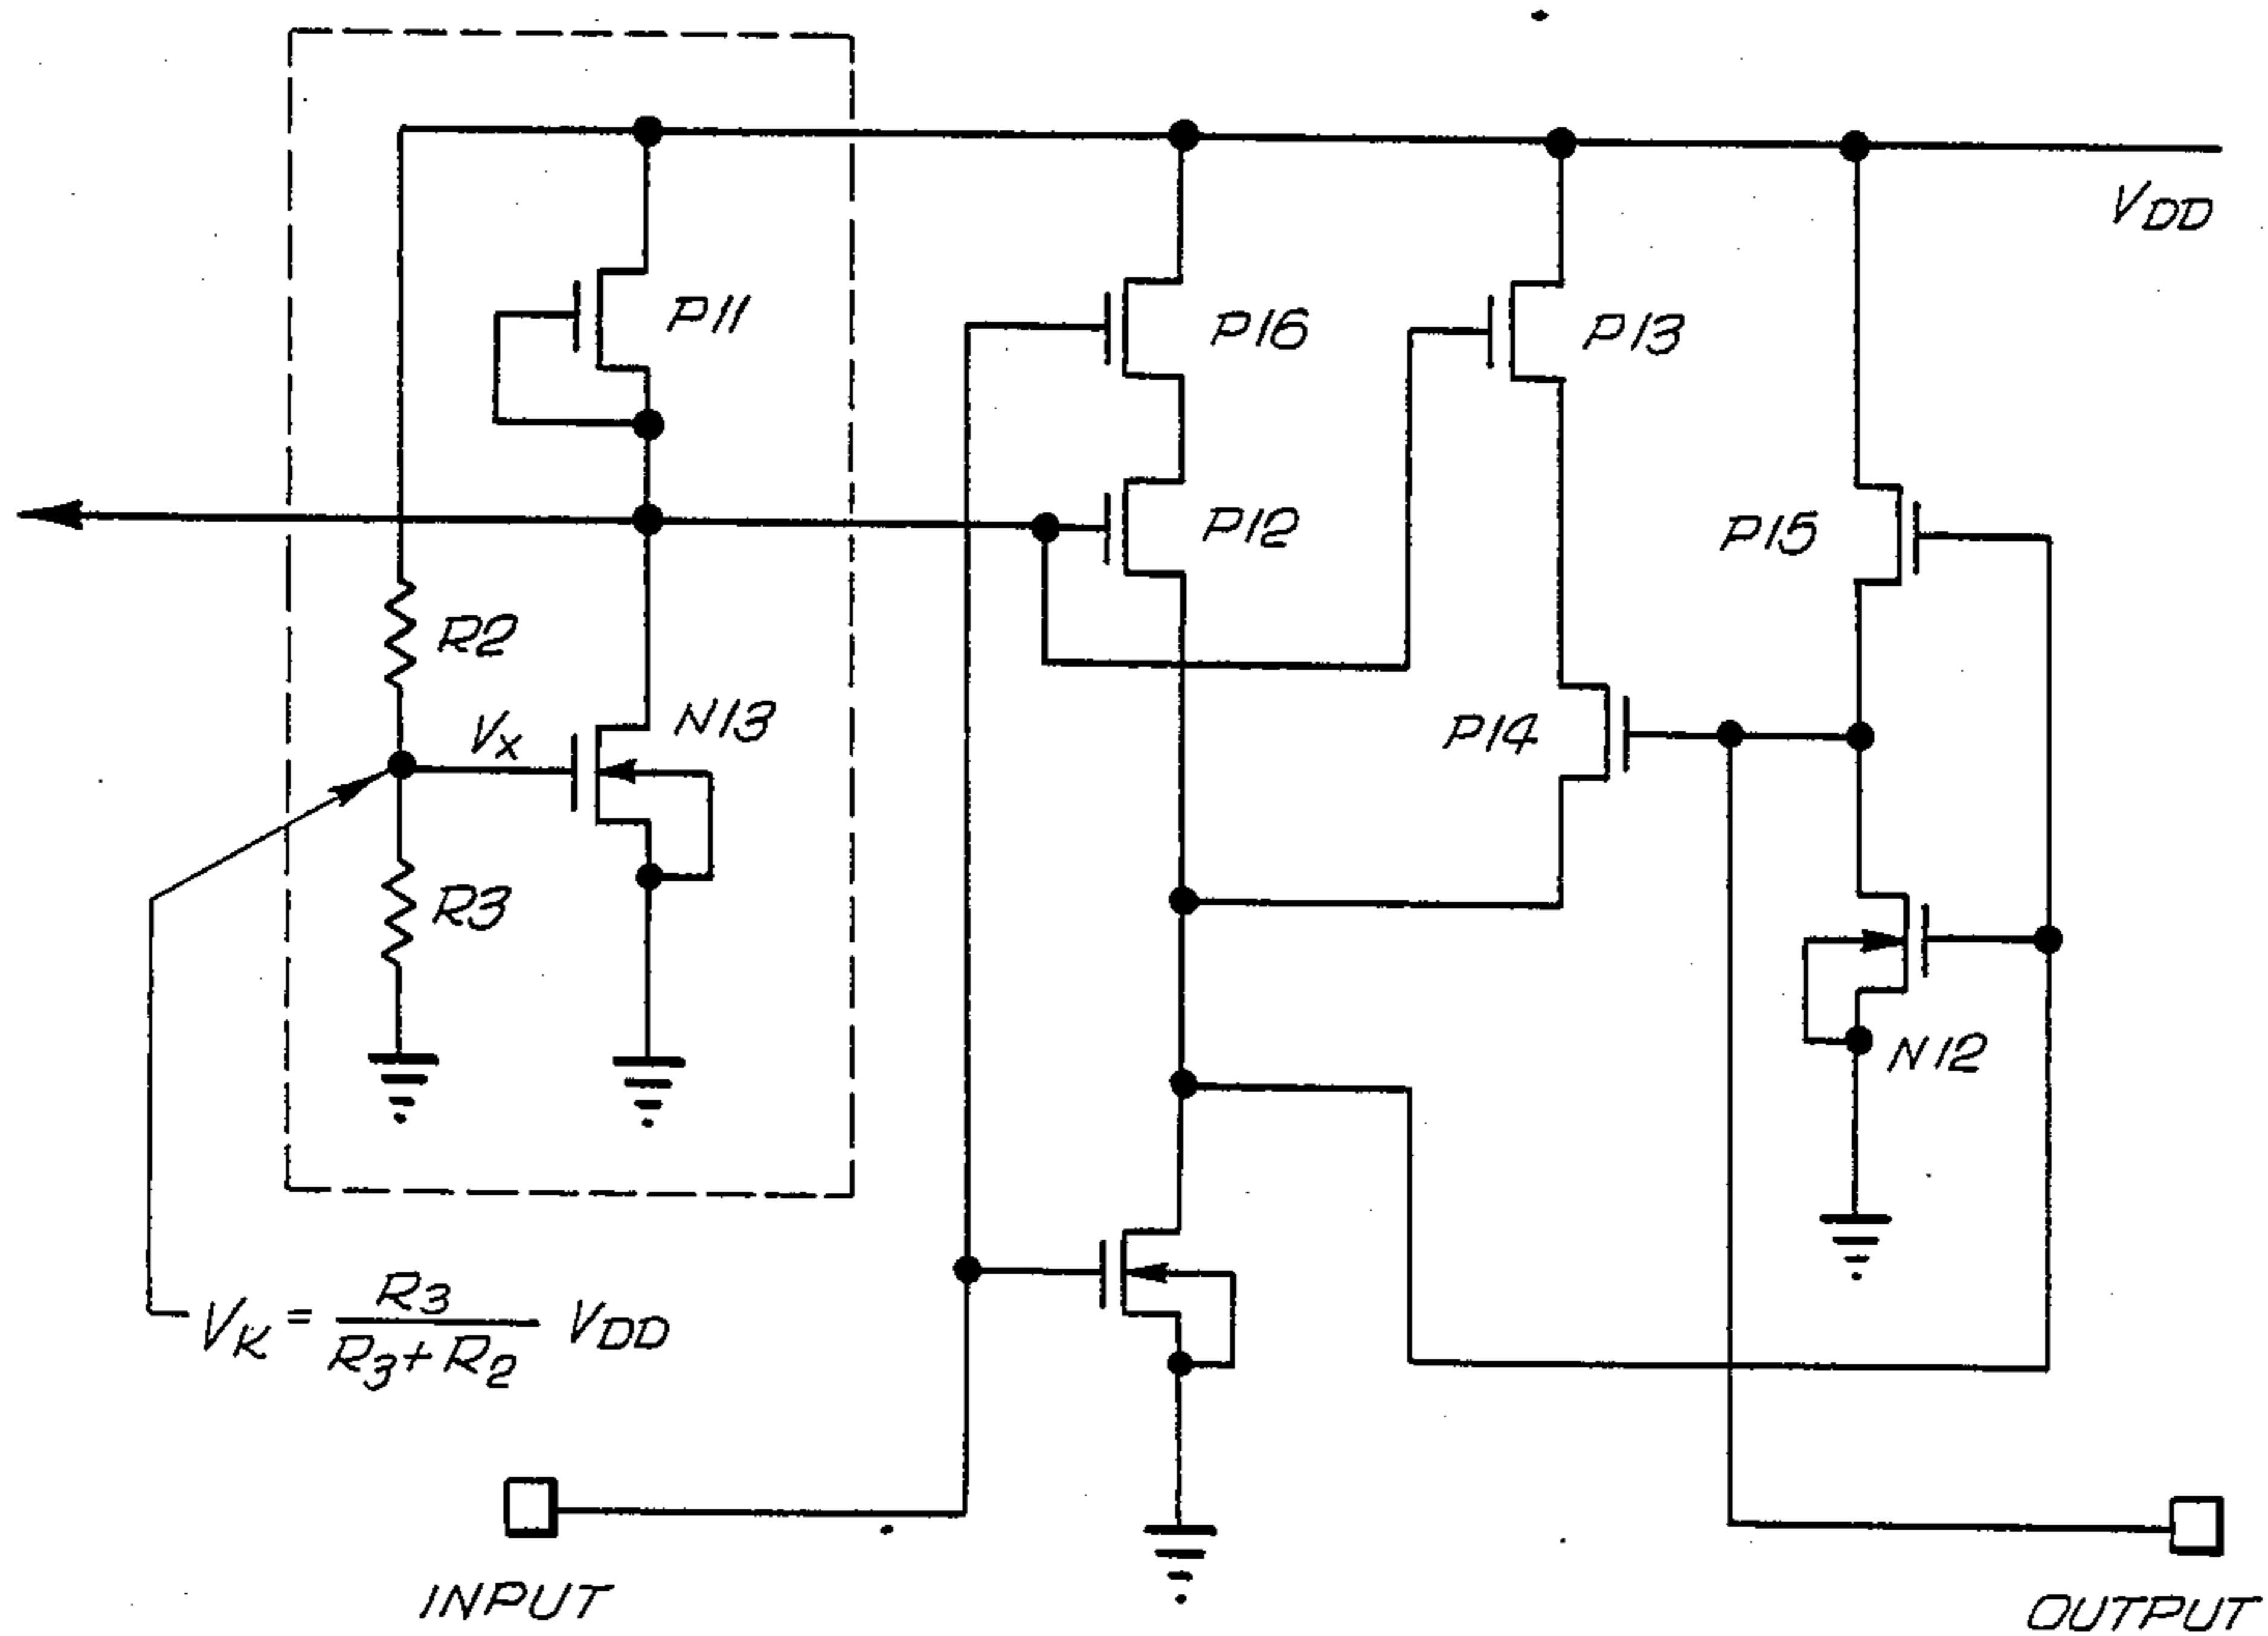 VDD
P11
P16
P13
P12
P15
R2
N13
P14
Vx
R3
N12
VK = R3 / R3+R2 VDD
INPUT
OUTPUT